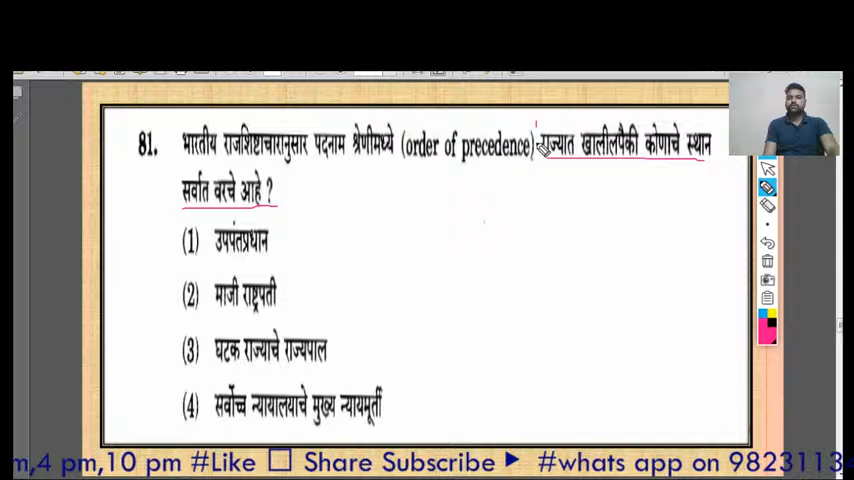 81. भारतीय राजशिष्टाचारानुसार पदनाम श्रेणीमध्ये (order of precedence) राज्यात खालीलपैकी कोणाचे स्थान
सर्वात वरचे आहे ?
(1) उपपंतप्रधान
(2) माजी राष्ट्रपती
(3) घटक राज्याचे राज्यपाल
(4) सर्वोच्च न्यायालयाचे मुख्य न्यायमूर्ती
m,4 pm,10 pm #Like ☐ Share Subscribe ▶ #whats app on 98231134